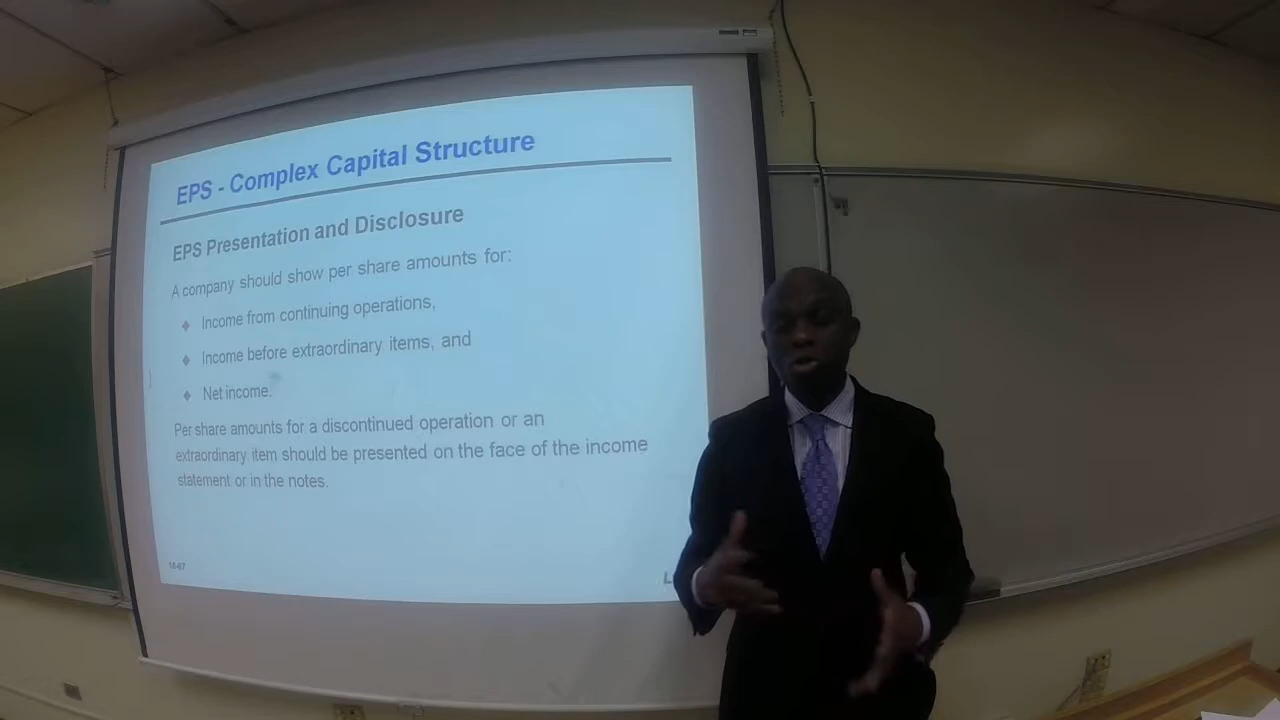 EPS - Complex Capital Structure
EPS Presentation and Disclosure
A company should show per share amounts for:
Income from continuing operations,
Income before extraordinary items, and
Net income.
Per share amounts for a discontinued operation or an
extraordinary item should be presented on the face of the income
statement or in the notes.